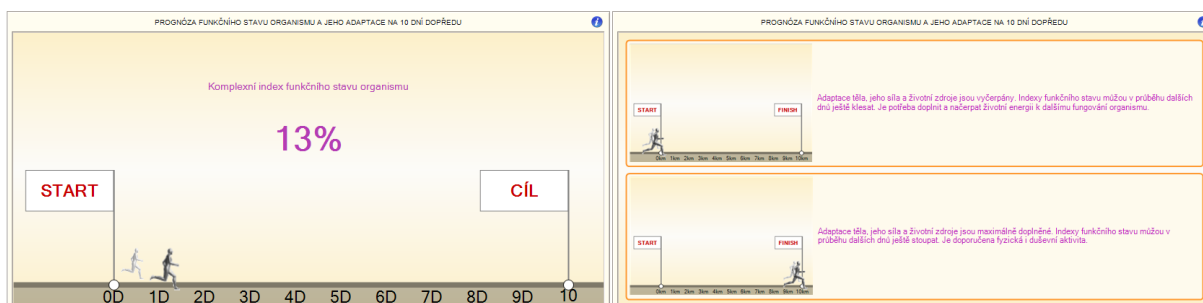 PROGNÓZA FUNKČNÍHO STAVU ORGANISMU A JEHO ADAPTACE NA 10 DNÍ DOPŘEDU
i
Komplexní index funkčního stavu organismu
13%
START
CÍL
0D 1D 2D 3D 4D 5D 6D 7D 8D 9D 10
PROGNÓZA FUNKČNÍHO STAVU ORGANISMU A JEHO ADAPTACE NA 10 DNÍ DOPŘEDU
i
Adaptace těla, jeho síla a životní zdroje jsou vyčerpány. Indexy funkčního stavu můžou v průběhu dalších
dnů ještě klesat. Je potřeba doplnit a načerpat životní energii k dalšímu fungování organismu.
START
FINISH
0km 1km 2km 3km 4km 5km 6km 7km 8km 9km 10km
Adaptace těla, jeho síla a životní zdroje jsou maximálně doplněné. Indexy funkčního stavu můžou v
průběhu dalších dnů ještě stoupat. Je doporučena fyzická i duševní aktivita.
START
FINISH
0km 1km 2km 3km 4km 5km 6km 7km 8km 9km 10km